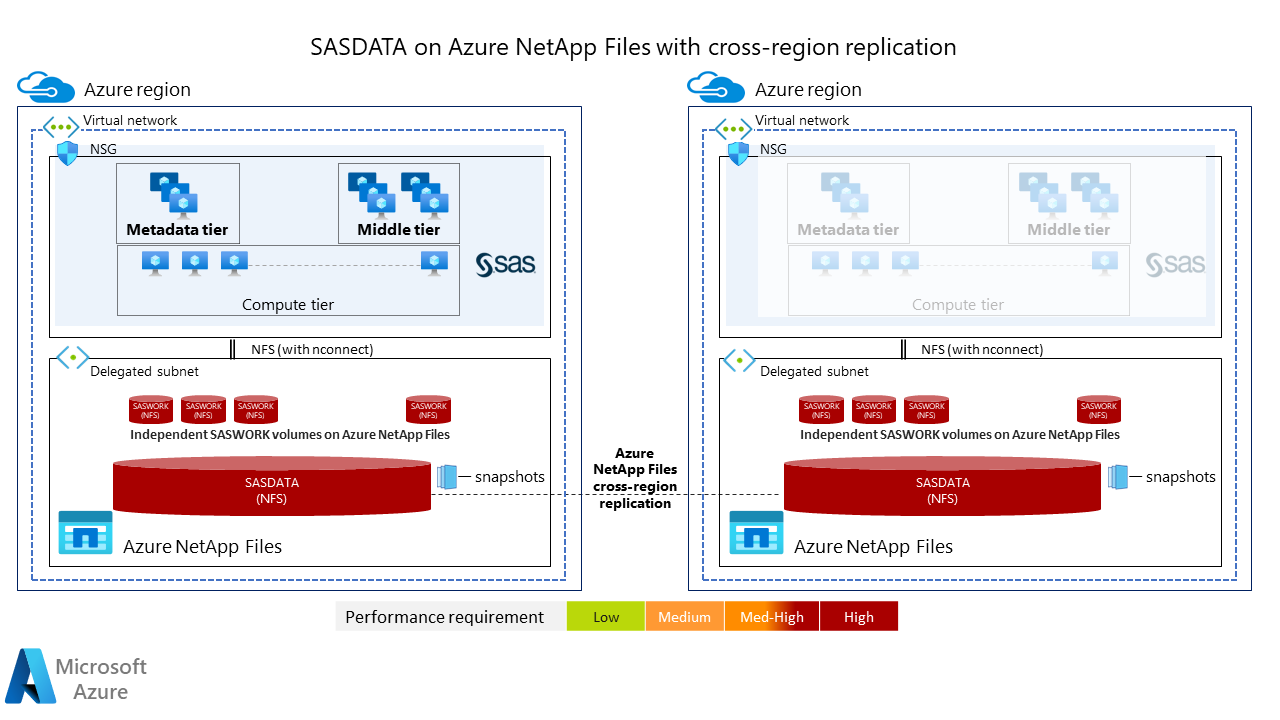 SASDATA on Azure NetApp Files with cross-region replication
Azure region
Virtual network
NSG
Metadata tier
Middle tier
Compute tier
sas
NFS (with nconnect)
Delegated subnet
SASWORK
(NFS)
SASWORK
(NFS)
SASWORK
(NFS)
SASWORK
(NFS)
Independent SASWORK volumes on Azure NetApp Files
SASDATA
(NFS)
snapshots
Azure NetApp Files
Azure
NetApp Files
cross-region
replication
Azure region
Virtual network
NSG
Metadata tier
Middle tier
Compute tier
sas
NFS (with nconnect)
Delegated subnet
SASWORK
(NFS)
SASWORK
(NFS)
SASWORK
(NFS)
SASWORK
(NFS)
Independent SASWORK volumes on Azure NetApp Files
SASDATA
(NFS)
snapshots
Azure NetApp Files
Performance requirement Low Medium Med-High High
Microsoft
Azure